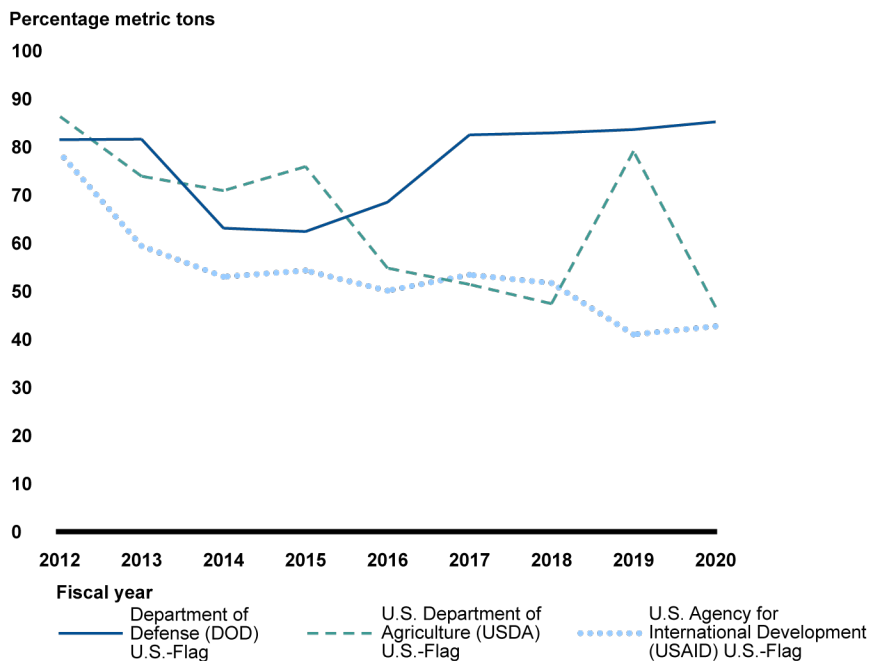 Percentage metric tons
100
90
80
70
60
50
40
30
20
10
0
2012 2013 2014 2015 2016 2017 2018 2019 2020
Fiscal year
Department of
Defense (DOD)
U.S.-Flag
U.S. Department of
Agriculture (USDA)
U.S.-Flag
U.S. Agency for
International Development
(USAID) U.S.-Flag